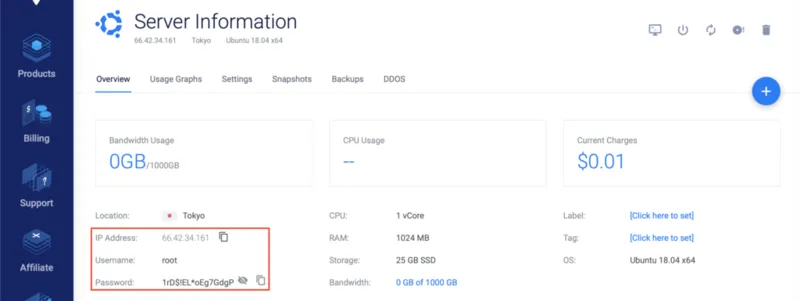 Server Information
66.42.34.161 Tokyo Ubuntu 18.04 x64
Products
Billing
Support
Affiliate
Overview Usage Graphs Settings Snapshots Backups DDOS
+
Bandwidth Usage
0GB/1000GB
CPU Usage
--
Current Charges
$0.01
Location: Tokyo
IP Address: 66.42.34.161
Username: root
Password: 1rD$!EL*oEg7GdgP
CPU: 1 vCore
RAM: 1024 MB
Storage: 25 GB SSD
Bandwidth: 0 GB of 1000 GB
Label: [Click here to set]
Tag: [Click here to set]
OS: Ubuntu 18.04 x64